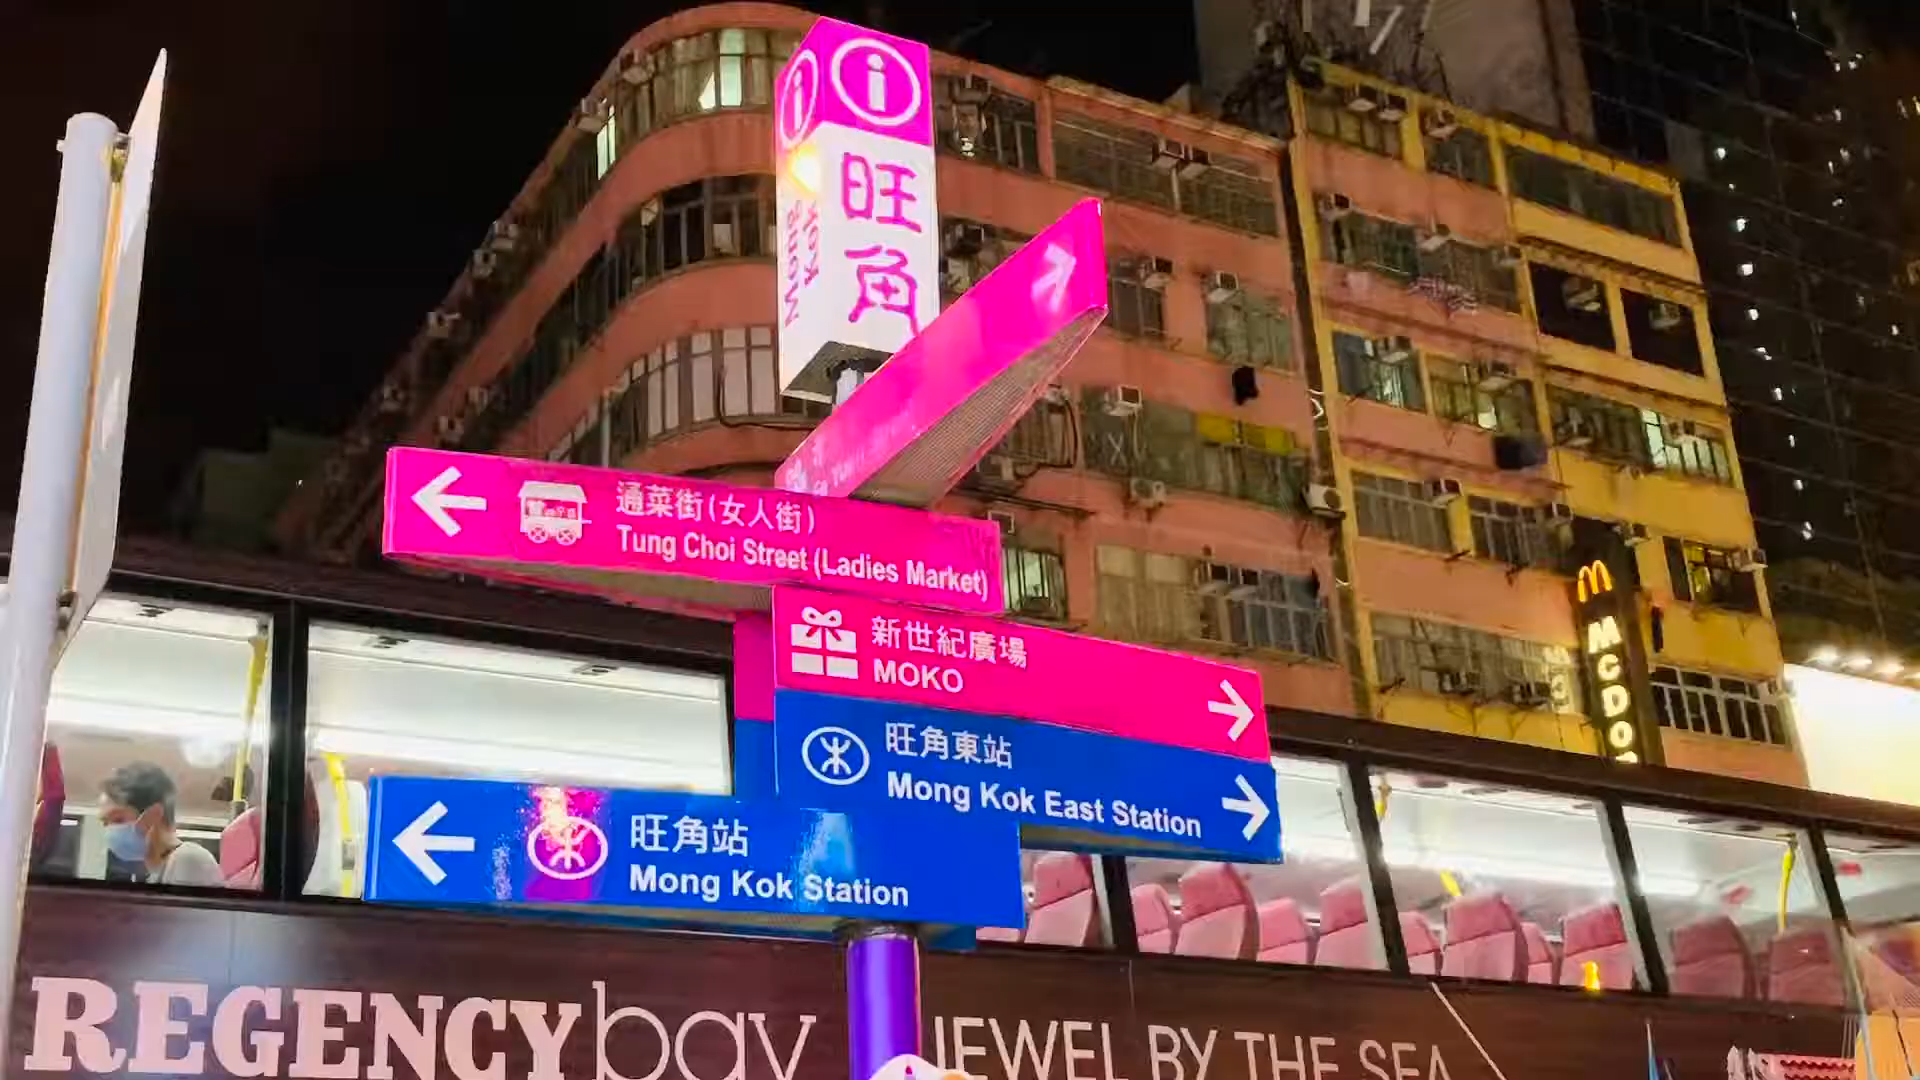 旺角
Mong Kok
通菜街(女人街)
Tung Choi Street (Ladies Market)
新世紀廣場
MOKO
旺角東站
Mong Kok East Station
旺角站
Mong Kok Station
McDo
REGENCY bay
JEWEL BY THE SEA